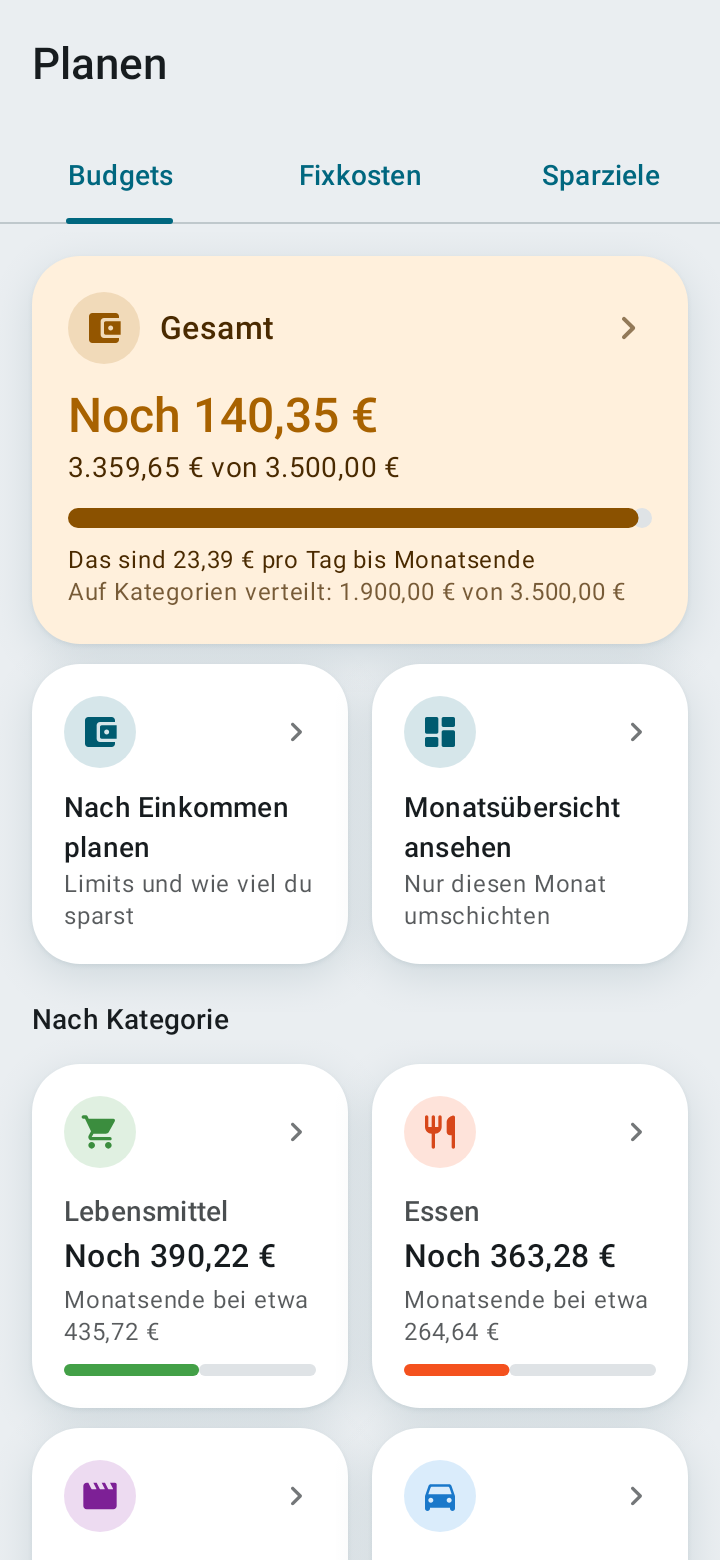 Planen
Budgets
Fixkosten
Sparziele
Gesamt
Noch 140,35 €
3.359,65 € von 3.500,00 €
Das sind 23,39 € pro Tag bis Monatsende
Auf Kategorien verteilt: 1.900,00 € von 3.500,00 €
Nach Einkommen
planen
Limits und wie viel du
sparst
Monatsübersicht
ansehen
Nur diesen Monat
umschichten
Nach Kategorie
Lebensmittel
Noch 390,22 €
Monatsende bei etwa
435,72 €
Essen
Noch 363,28 €
Monatsende bei etwa
264,64 €